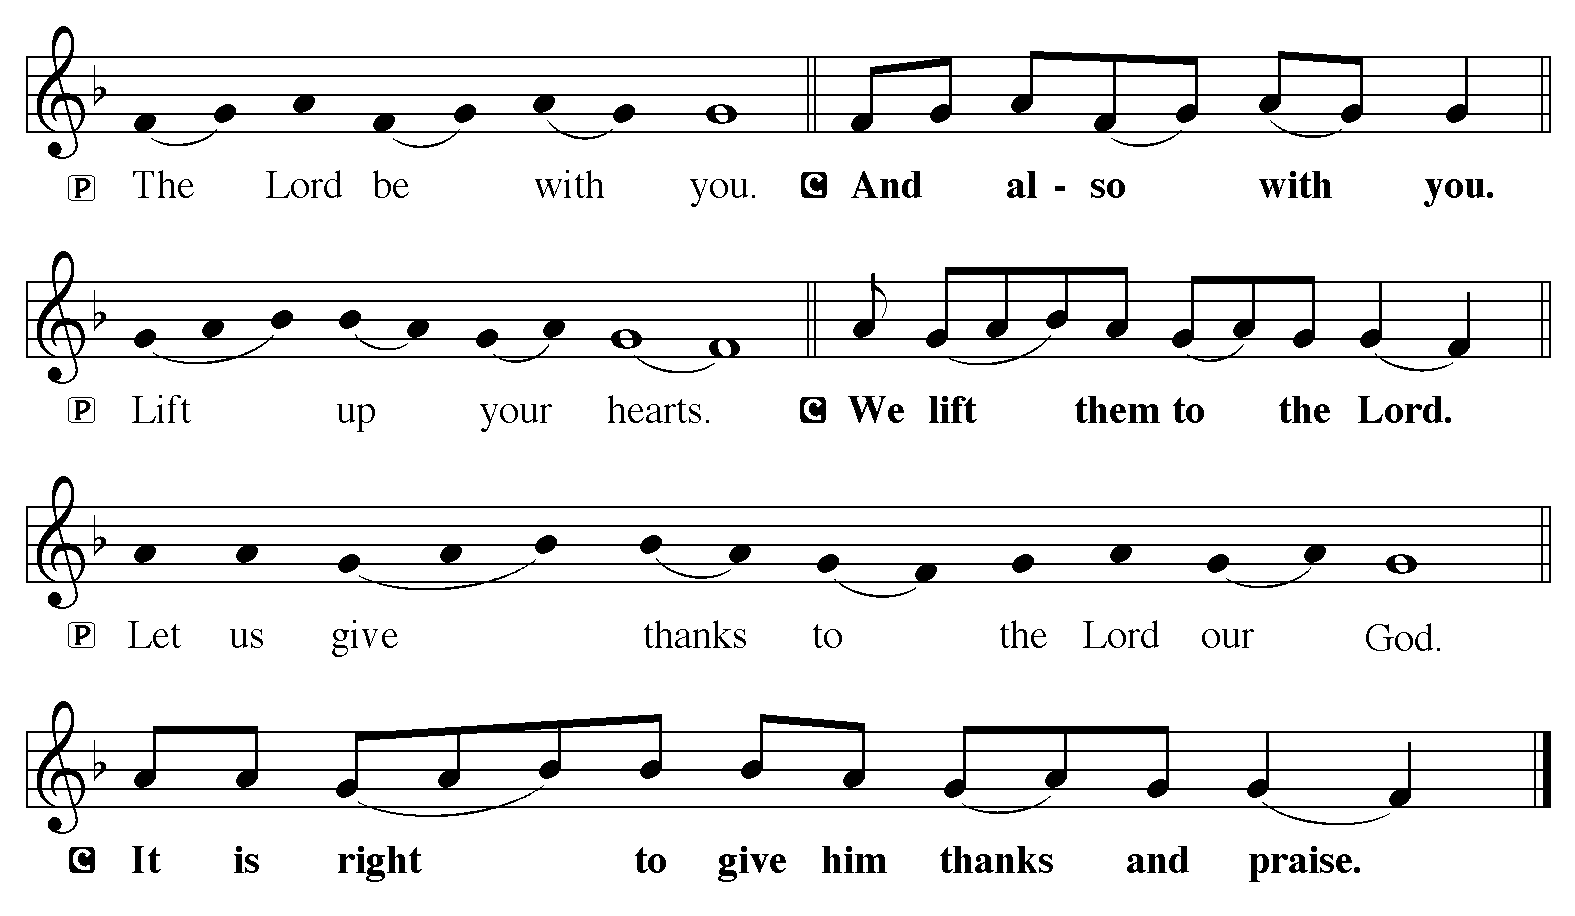 P The Lord be with you. C And al - so with you.
P Lift up your hearts. C We lift them to the Lord.
P Let us give thanks to the Lord our God.
C It is right to give him thanks and praise.